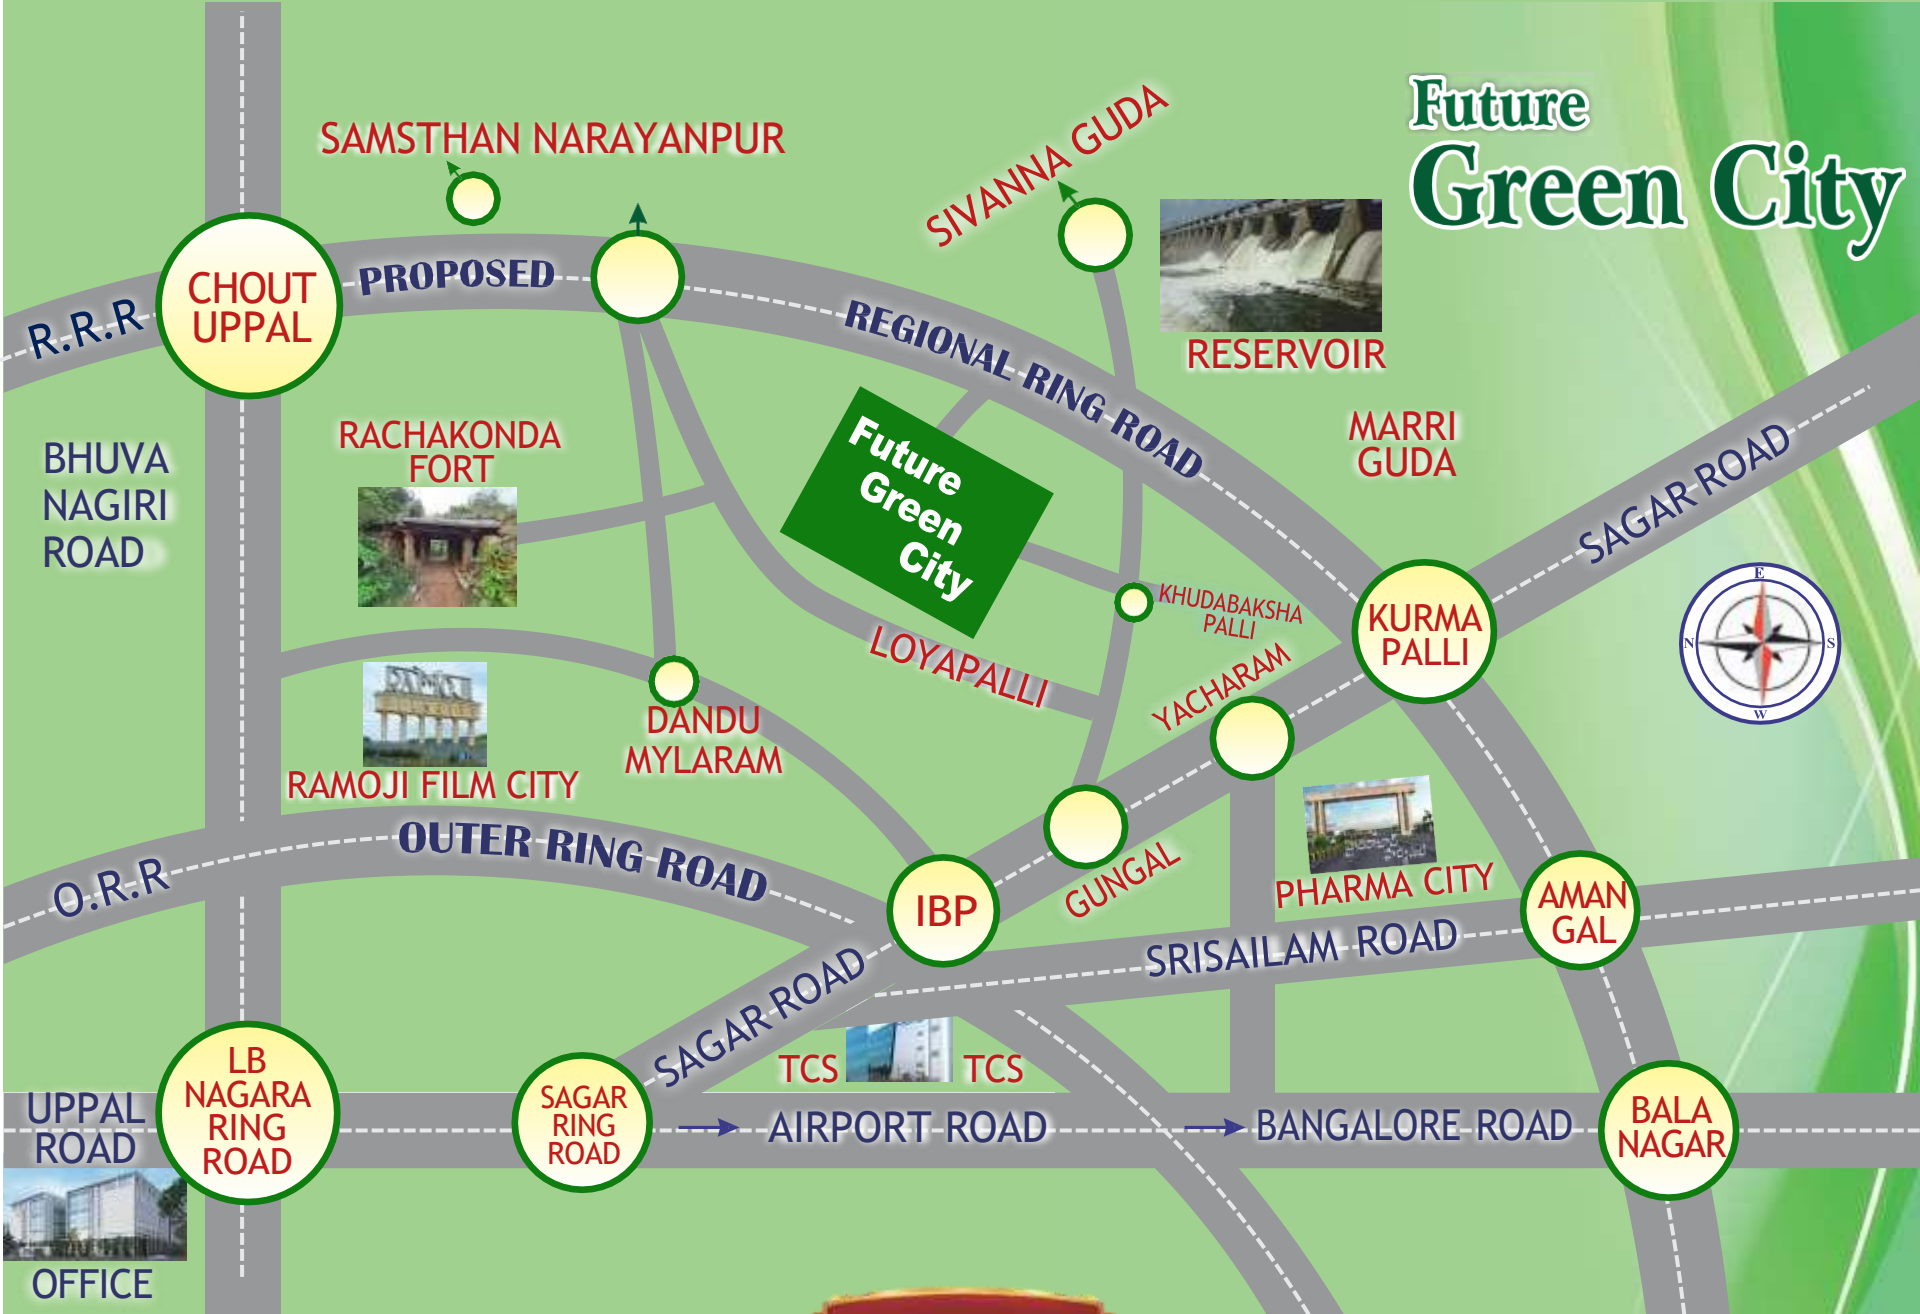 Future
Green City
SAMSTHAN NARAYANPUR
SIVANNA GUDA
CHOUT
UPPAL
PROPOSED
REGIONAL RING ROAD
R.R.R
RESERVOIR
MARRI
GUDA
SAGAR ROAD
RACHAKONDA
FORT
BHUVA
NAGIRI
ROAD
Future
Green
City
E
N
S
W
KHUDABAKSHA
PALLI
KURMA
PALLI
LOYAPALLI
YACHARAM
DANDU
MYLARAM
RAMOJI FILM CITY
OUTER RING ROAD
O.R.R
IBP
GUNGAL
PHARMA CITY
AMAN
GAL
SRISAILAM ROAD
SAGAR ROAD
TCS
TCS
LB
NAGARA
RING
ROAD
SAGAR
RING
ROAD
UPPAL
ROAD
AIRPORT ROAD
BANGALORE ROAD
BALA
NAGAR
OFFICE